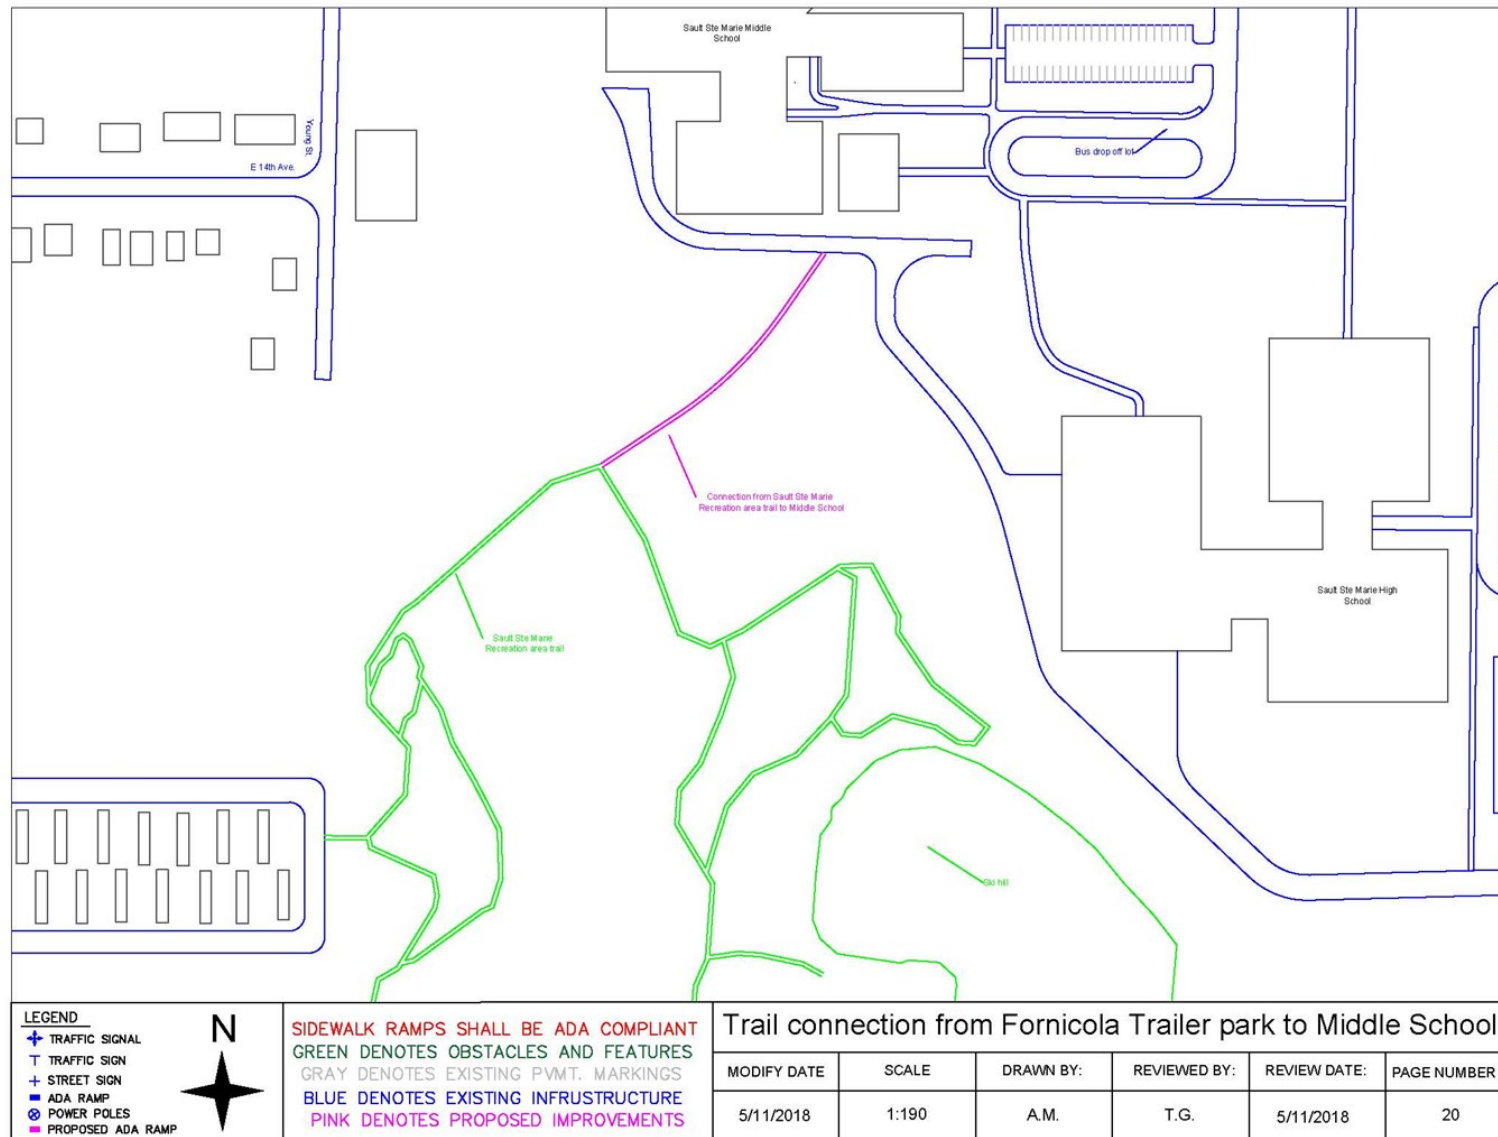 Sault Ste Marie Middle
School
Young St.
E 14th Ave.
Bus drop off lot
Connection from Sault Ste Marie
Recreation area trail to Middle School
Sault Ste Marie High
School
Sault Ste Marie
Recreation area trail
Ski hill
LEGEND
TRAFFIC SIGNAL
TRAFFIC SIGN
STREET SIGN
ADA RAMP
POWER POLES
PROPOSED ADA RAMP
N
SIDEWALK RAMPS SHALL BE ADA COMPLIANT
GREEN DENOTES OBSTACLES AND FEATURES
GRAY DENOTES EXISTING PVMT. MARKINGS
BLUE DENOTES EXISTING INFRUSTRUCTURE
PINK DENOTES PROPOSED IMPROVEMENTS
Trail connection from Fornicola Trailer park to Middle School
MODIFY DATE SCALE DRAWN BY: REVIEWED BY: REVIEW DATE: PAGE NUMBER
5/11/2018 1:190 A.M. T.G. 5/11/2018 20